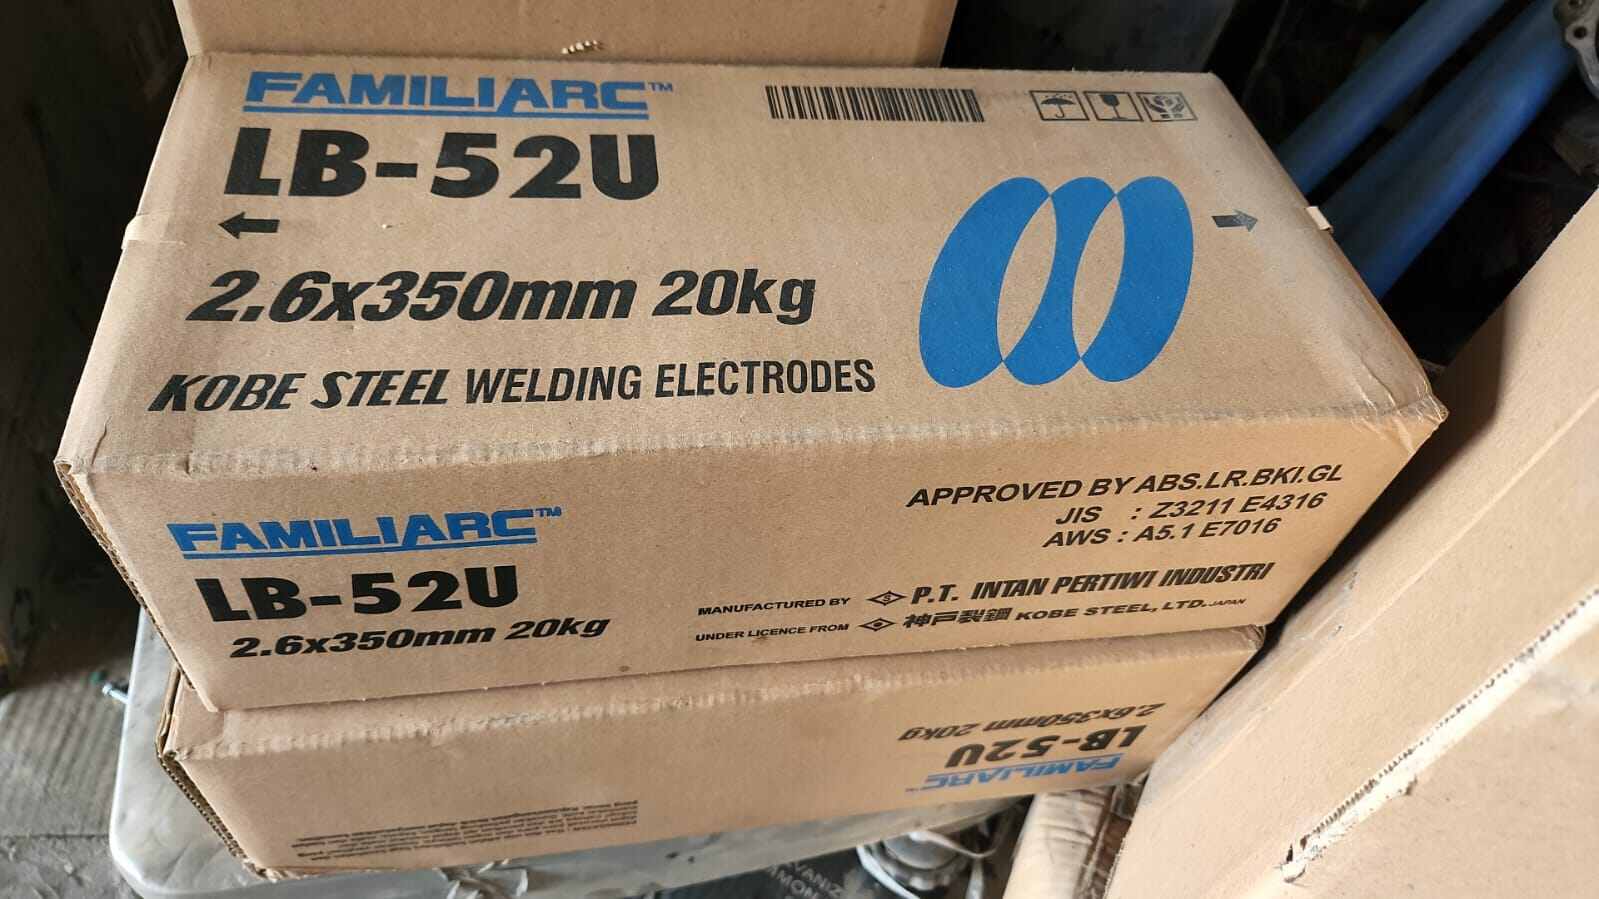 FAMILIARC™
LB-52U
2.6x350mm 20kg
KOBE STEEL WELDING ELECTRODES
FAMILIARC™
LB-52U
2.6x350mm 20kg
APPROVED BY ABS.LR.BKI.GL
JIS : Z3211 E4316
AWS : A5.1 E7016
MANUFACTURED BY S P.T. INTAN PERTIWI INDUSTRI
UNDER LICENCE FROM 神戸製鋼 KOBE STEEL, LTD. JAPAN
FAMILIARC™
LB-52U
2.6x350mm 20kg